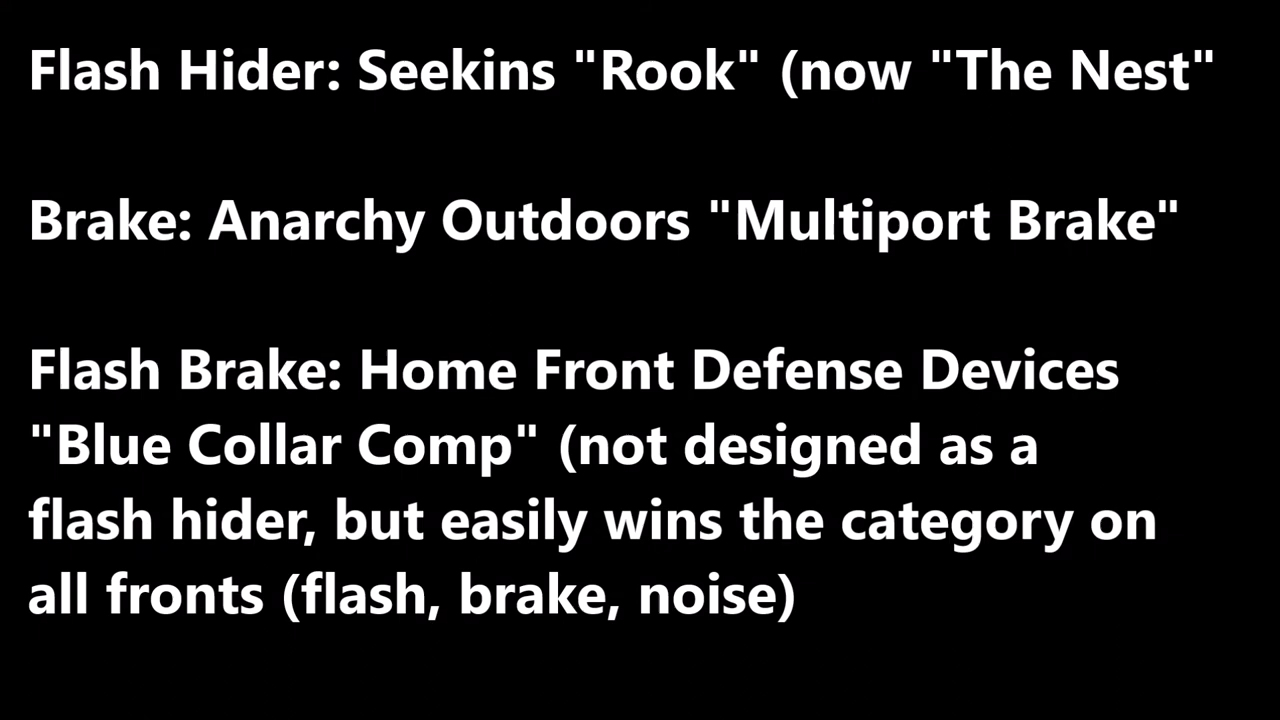 Flash Hider: Seekins "Rook" (now "The Nest"
Brake: Anarchy Outdoors "Multiport Brake"
Flash Brake: Home Front Defense Devices
"Blue Collar Comp" (not designed as a
flash hider, but easily wins the category on
all fronts (flash, brake, noise)